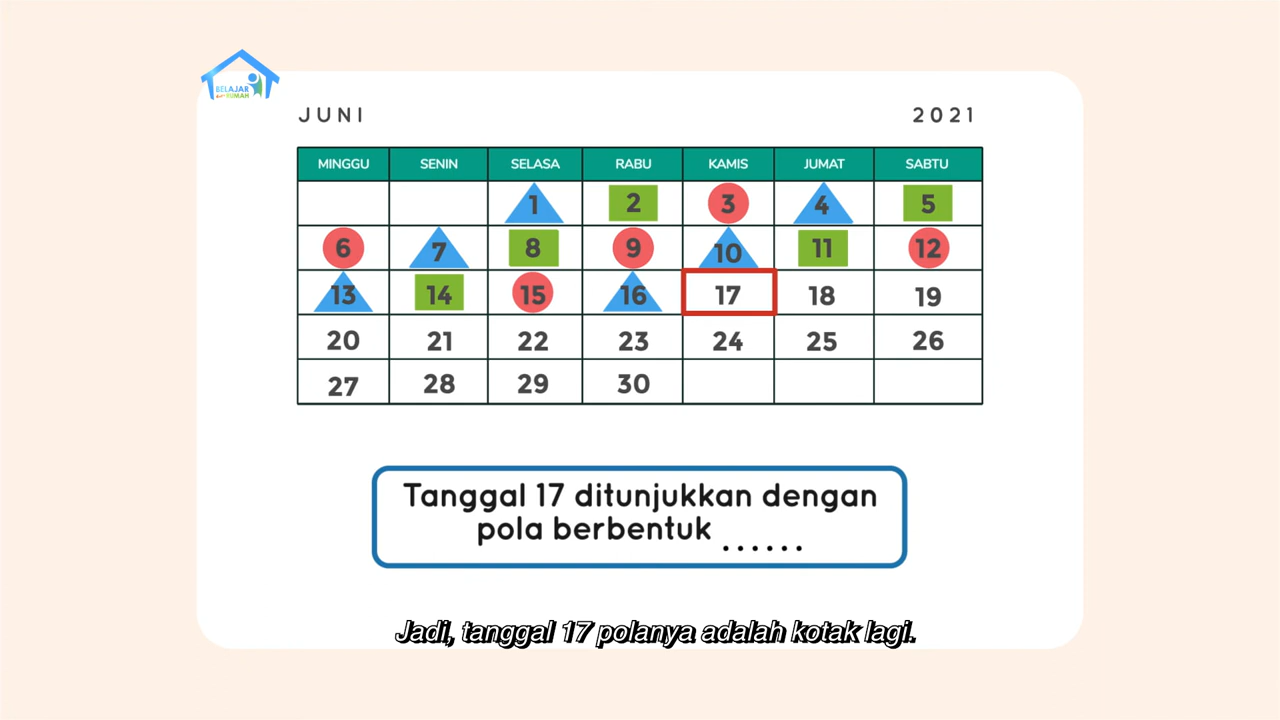 BELAJAR
dari RUMAH
JUNI 2021
MINGGU SENIN SELASA RABU KAMIS JUMAT SABTU
1 2 3 4 5
6 7 8 9 10 11 12
13 14 15 16 17 18 19
20 21 22 23 24 25 26
27 28 29 30
Tanggal 17 ditunjukkan dengan
pola berbentuk ......
Jadi, tanggal 17 polanya adalah kotak lagi.